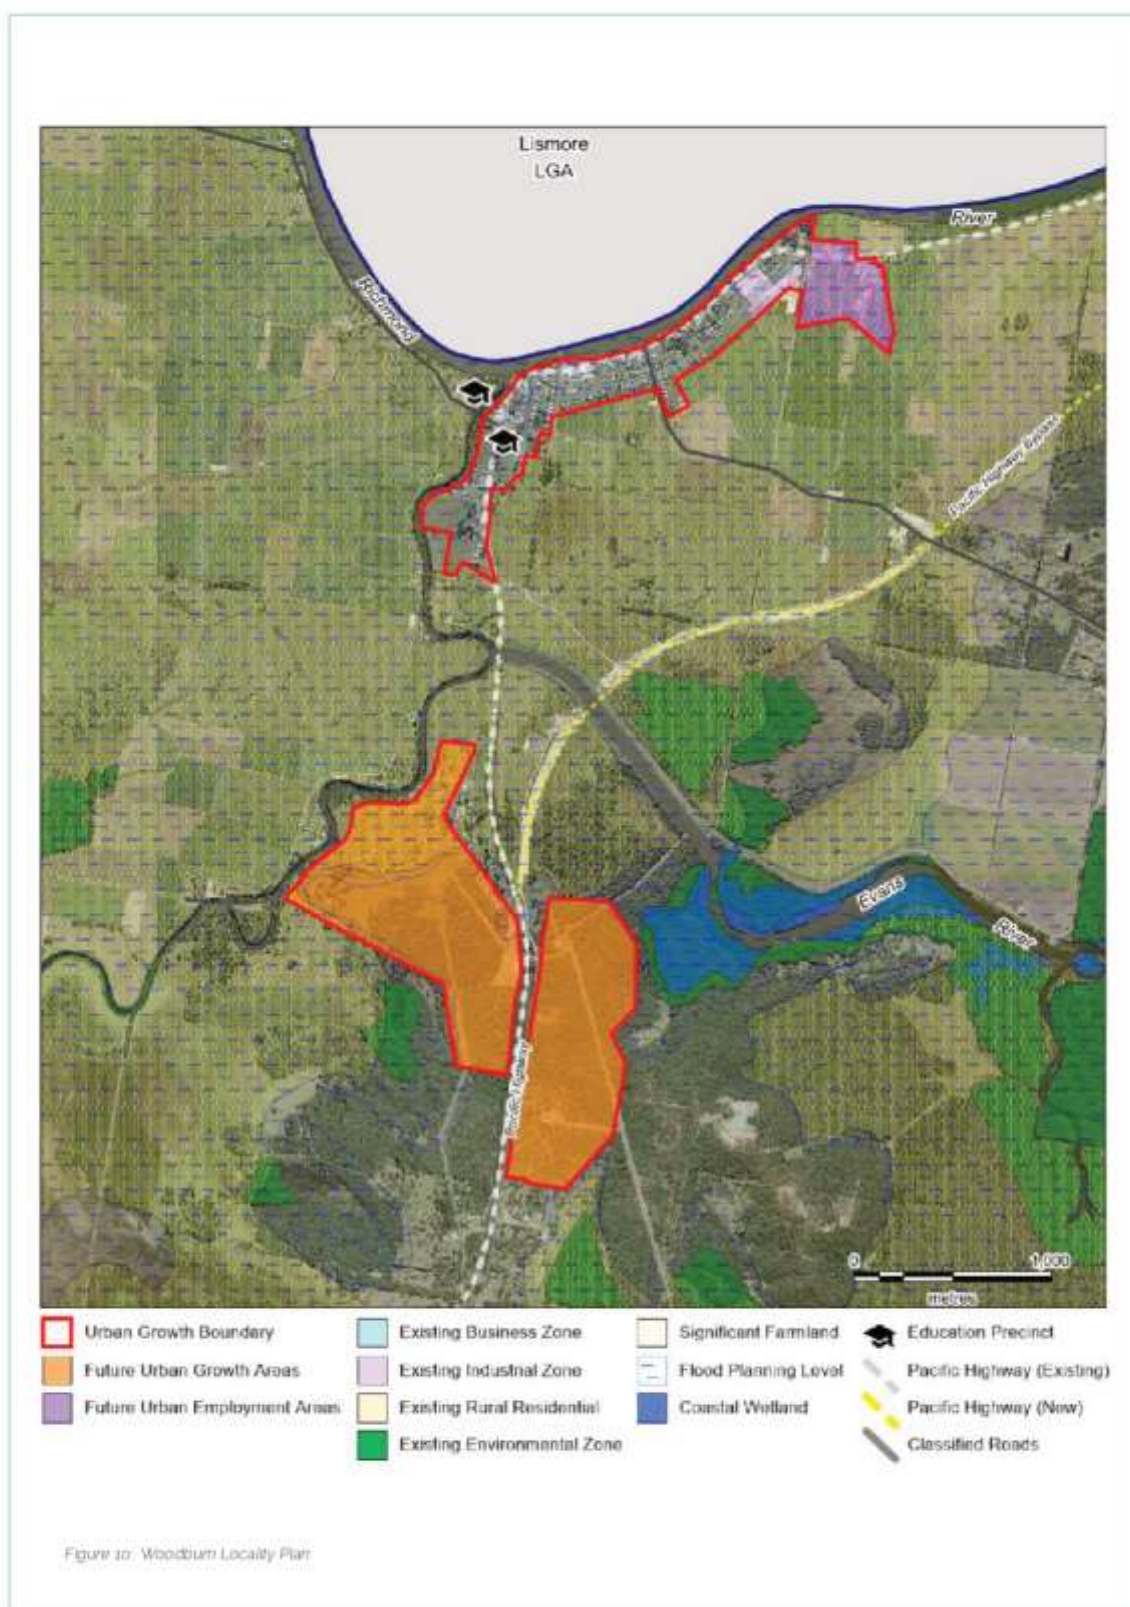 Lismore
LGA
River
Richmond
Pacific Highway Bypass
Evans
River
Pacific Highway
0 1,000
metres
Urban Growth Boundary
Existing Business Zone
Significant Farmland
Education Precinct
Future Urban Growth Areas
Existing Industrial Zone
Flood Planning Level
Pacific Highway (Existing)
Future Urban Employment Areas
Existing Rural Residential
Coastal Wetland
Pacific Highway (New)
Existing Environmental Zone
Classified Roads
Figure 10: Woodburn Locality Plan